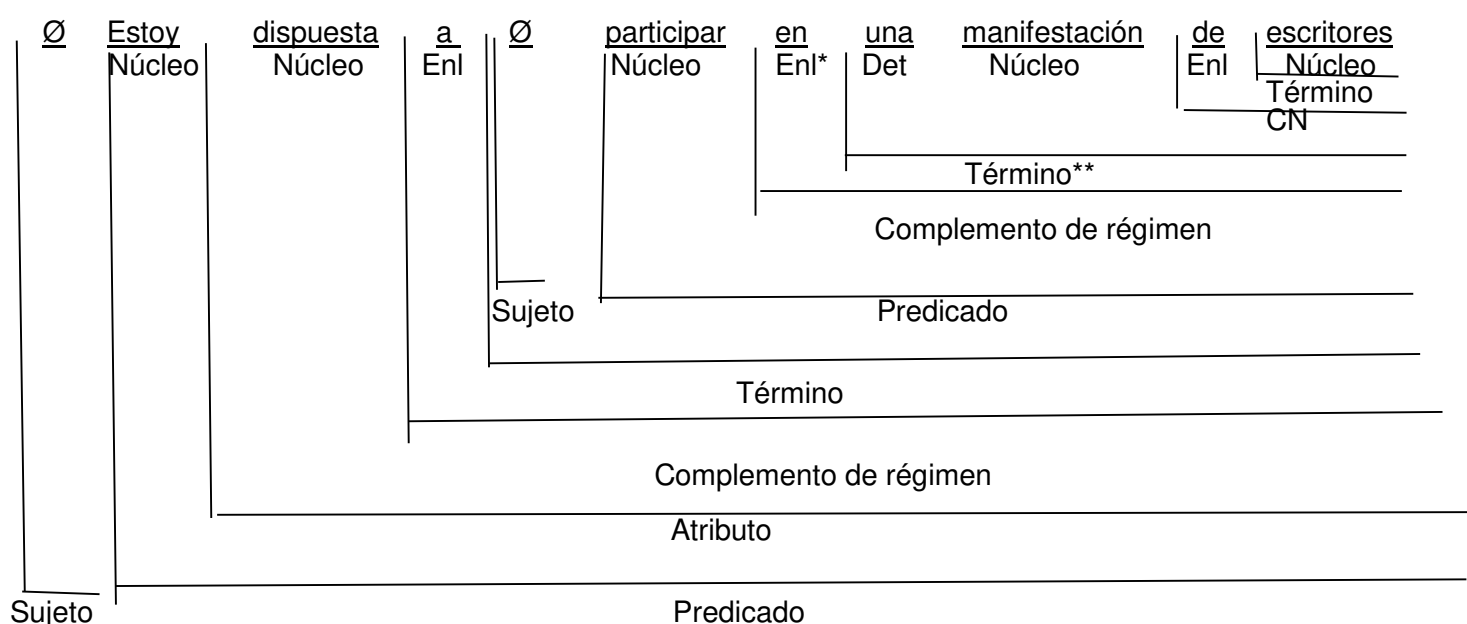 Ø Estoy dispuesta a Ø participar en una manifestación de escritores
Núcleo Núcleo Enl Núcleo Enl* Det Núcleo Enl Núcleo
Término
CN
Término**
Complemento de régimen
Sujeto Predicado
Término
Complemento de régimen
Atributo
Sujeto Predicado